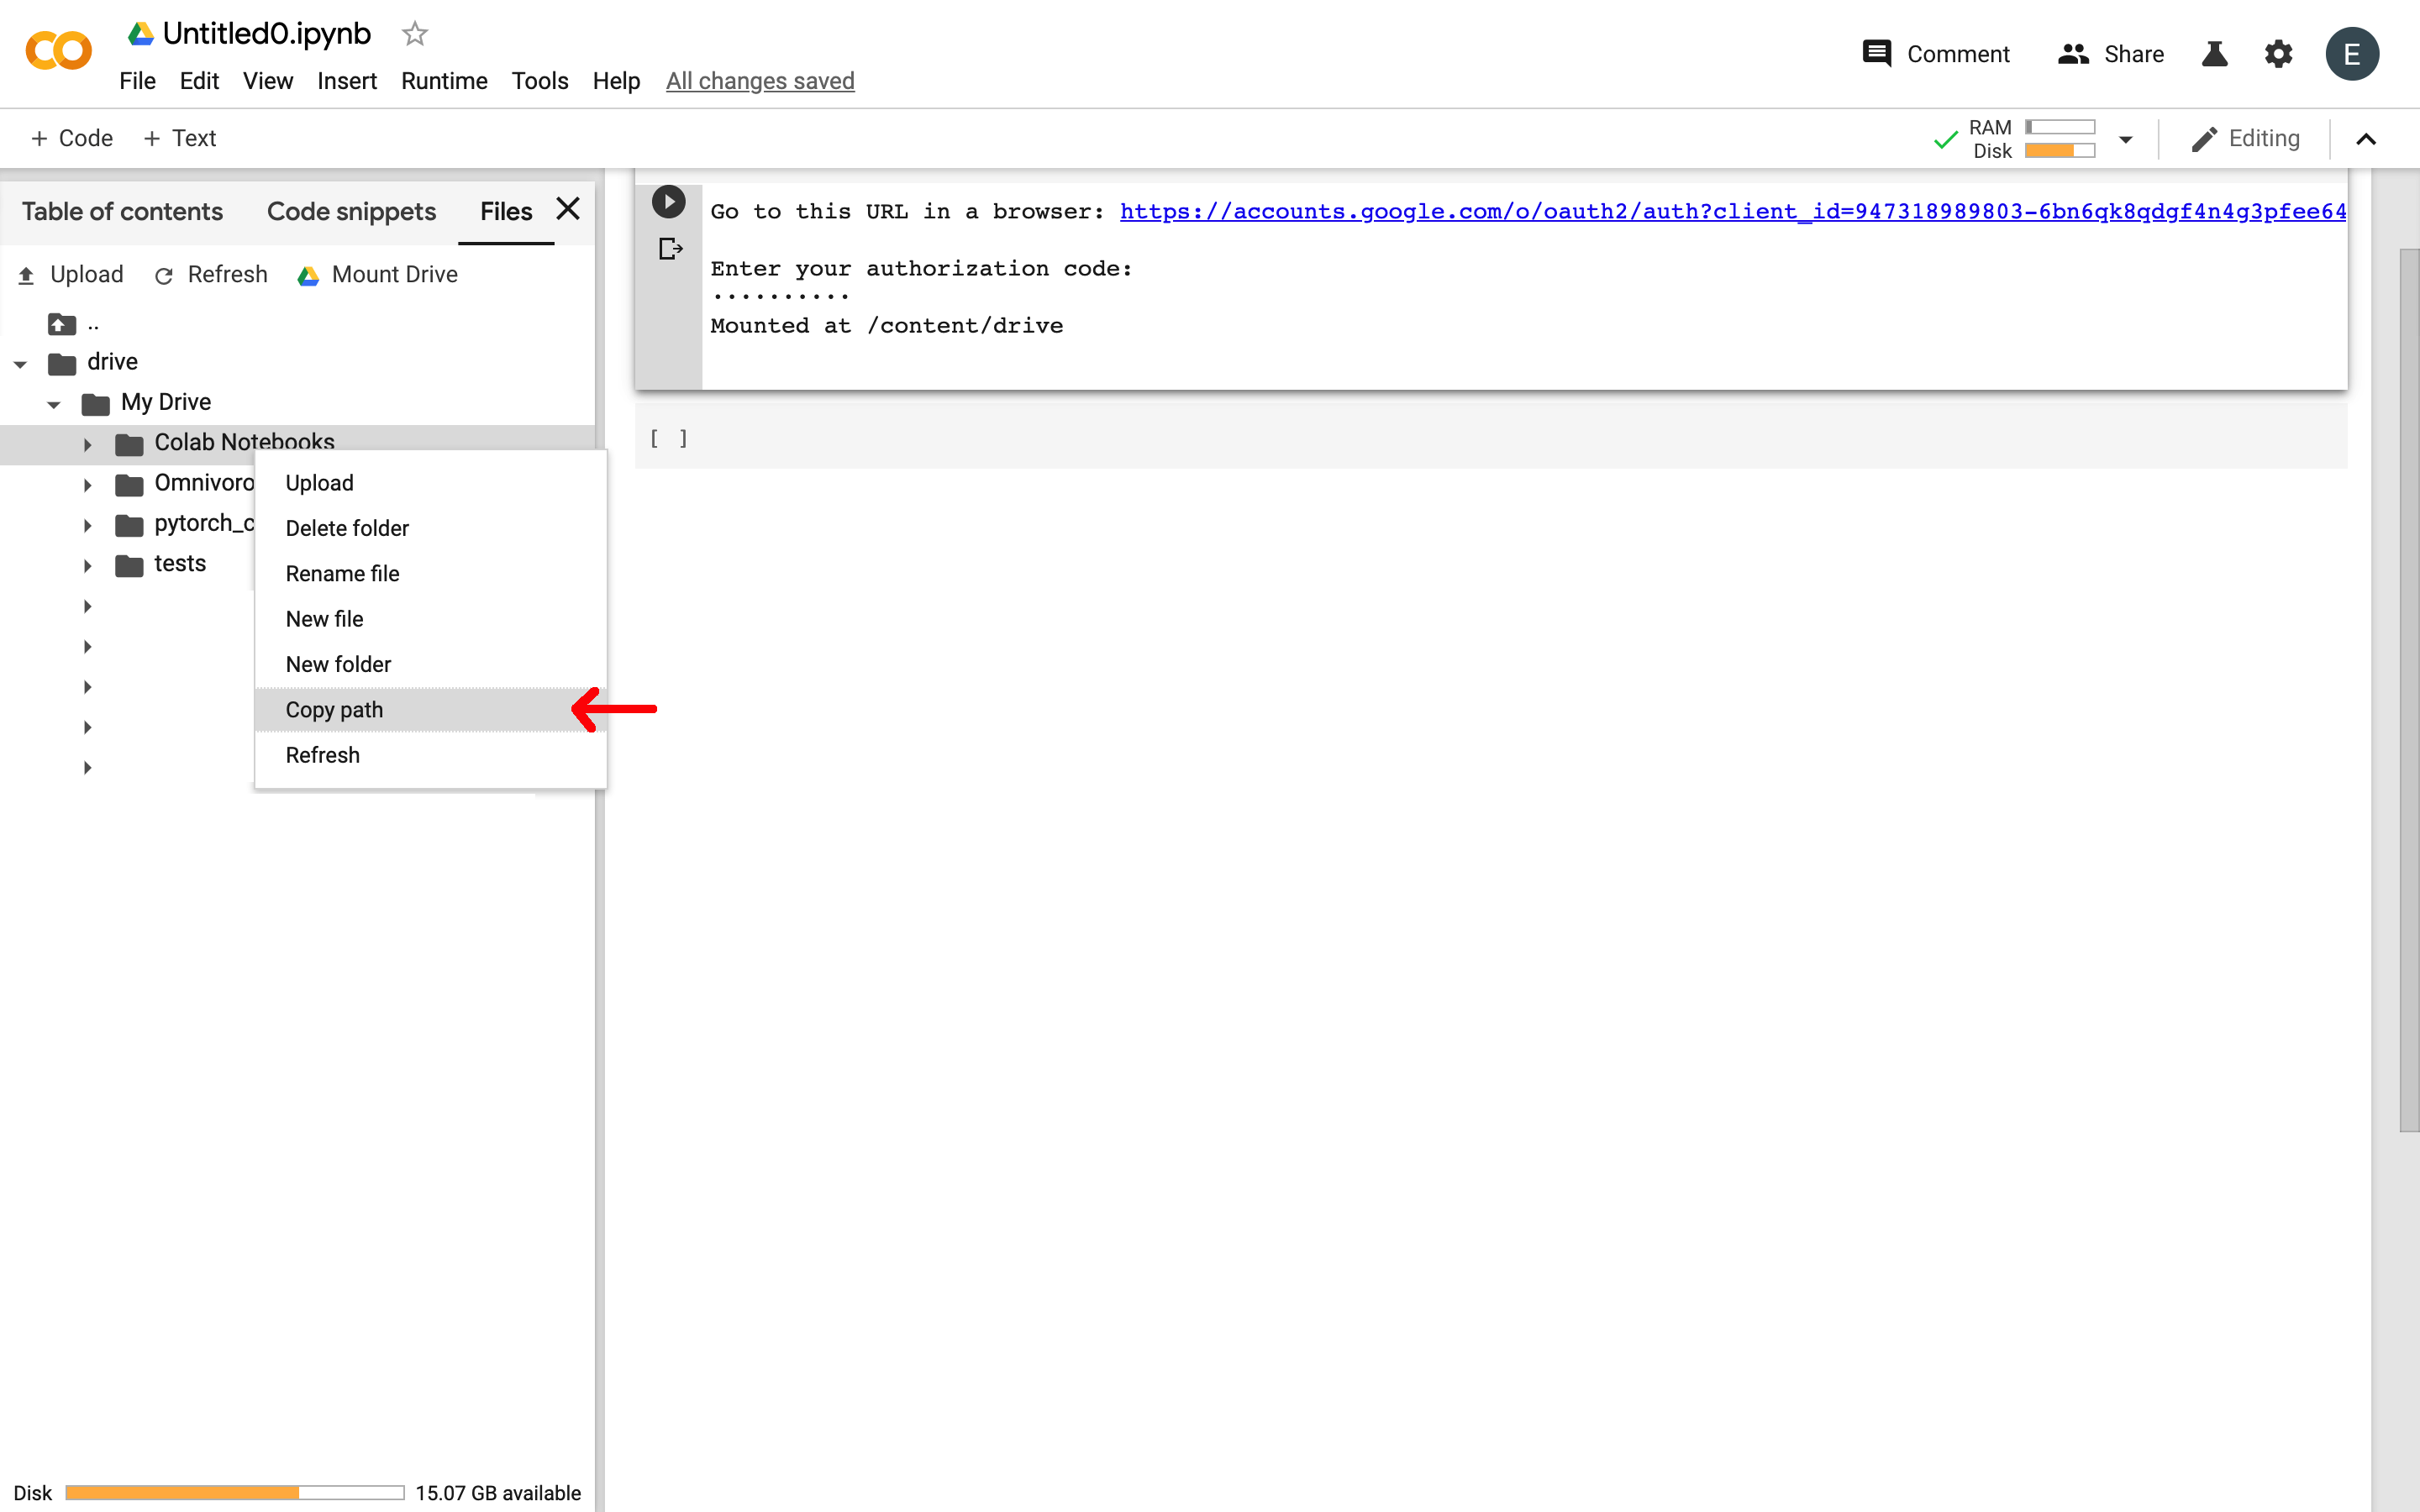 Untitled0.ipynb
File Edit View Insert Runtime Tools Help All changes saved
Comment Share E
+ Code + Text
RAM
Disk
Editing
Table of contents Code snippets Files
Upload Refresh Mount Drive
..
drive
My Drive
Colab Notebooks
Omnivoro
pytorch_c
tests
Upload
Delete folder
Rename file
New file
New folder
Copy path
Refresh
Disk 15.07 GB available
Go to this URL in a browser: https://accounts.google.com/o/oauth2/auth?client_id=947318989803-6bn6qk8qdgf4n4g3pfee64
Enter your authorization code:
··········
Mounted at /content/drive
[ ]